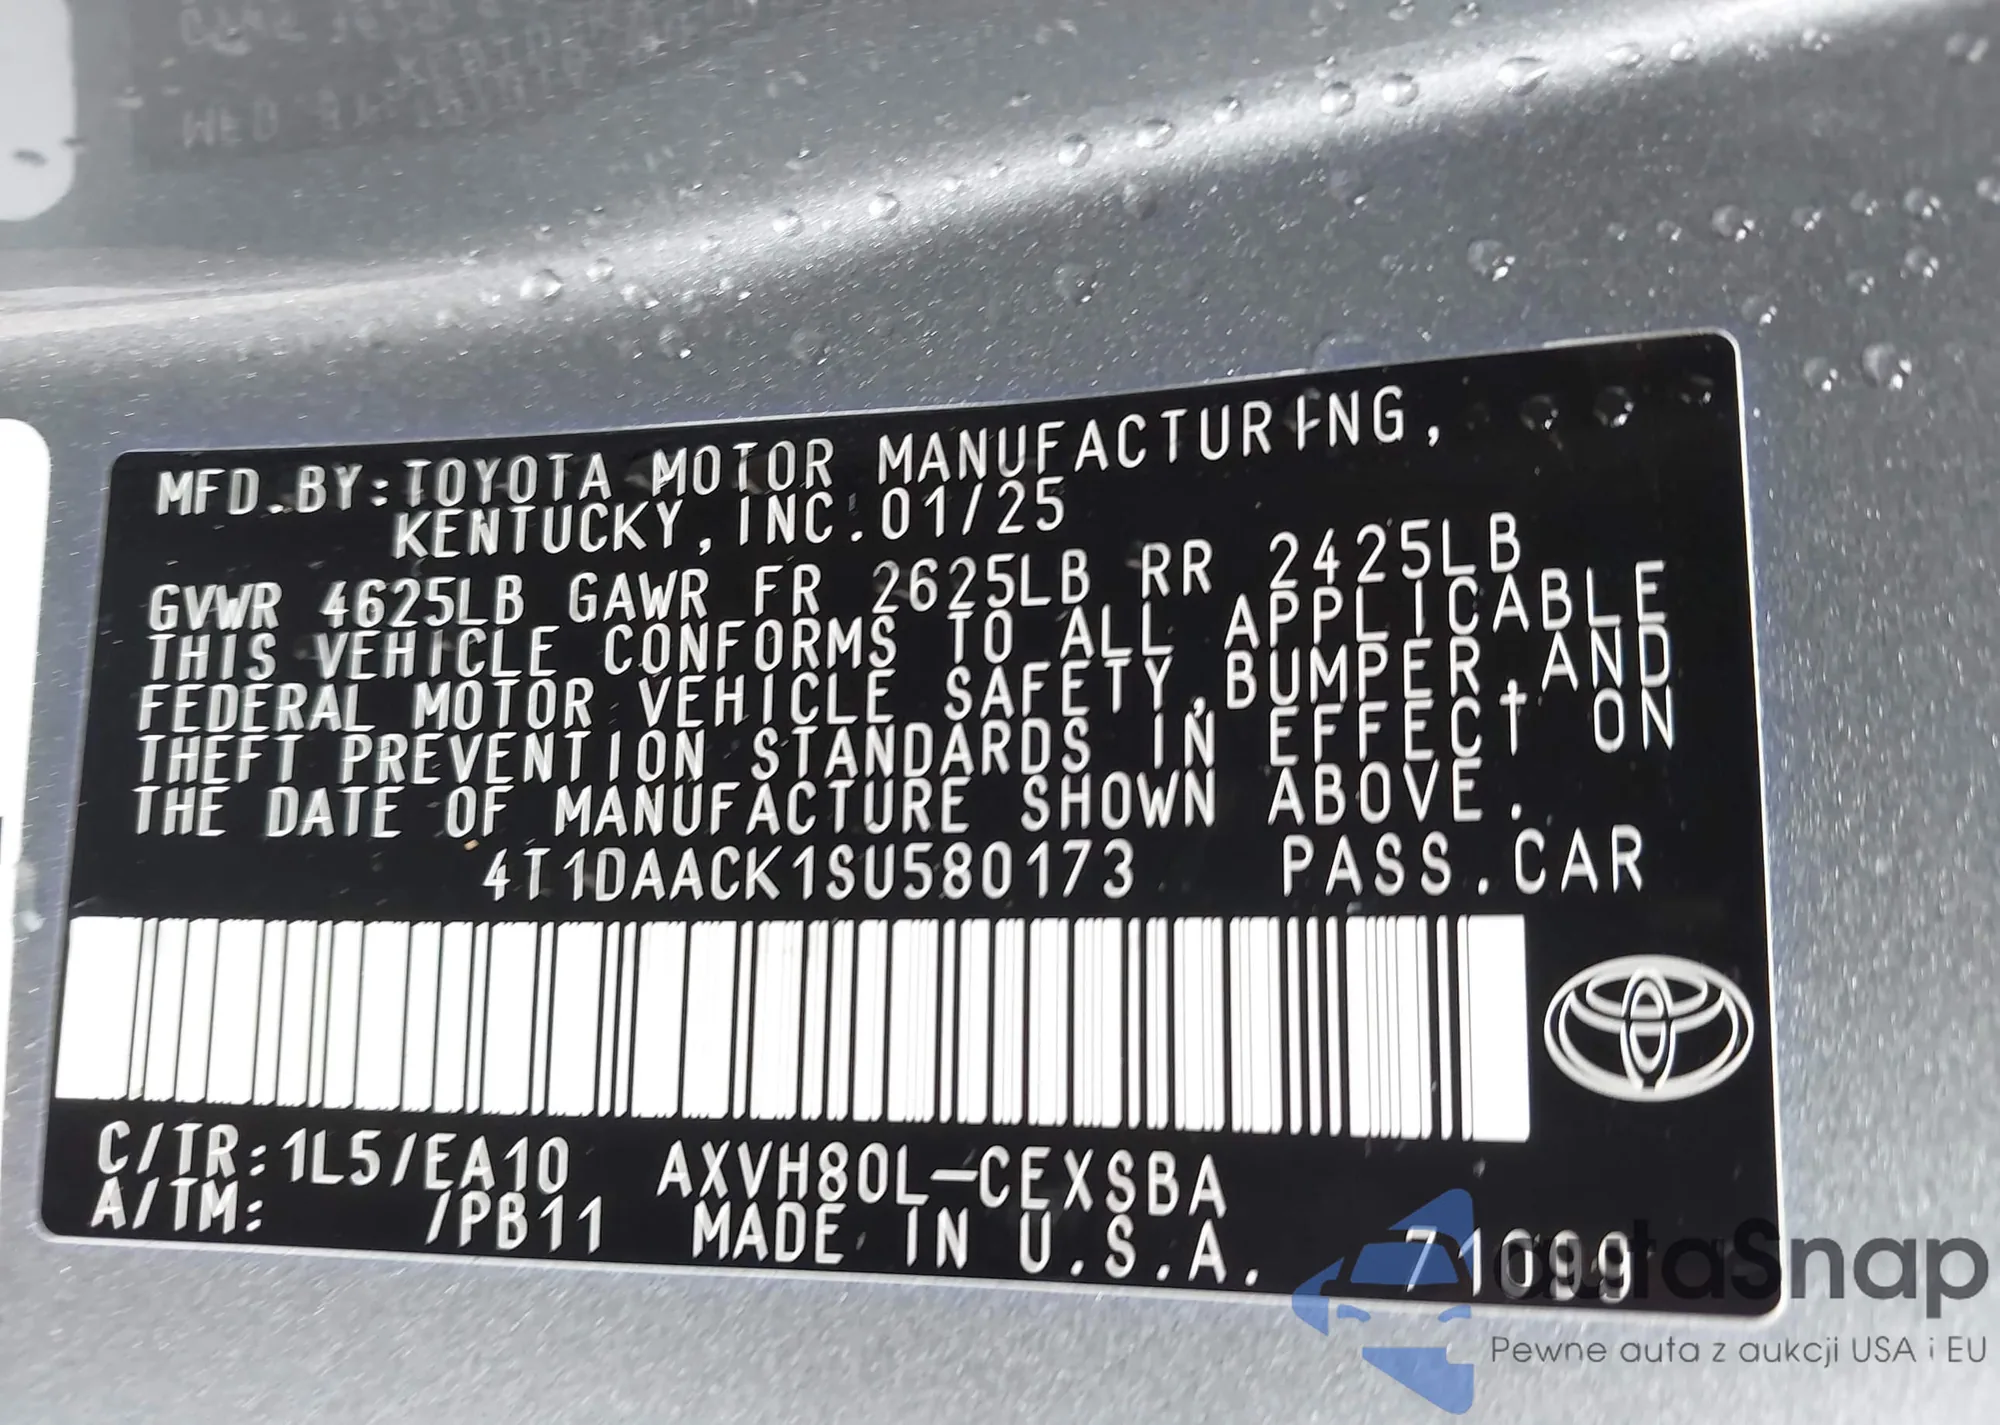 MFD.BY:TOYOTA MOTOR MANUFACTURING,
KENTUCKY, INC.01/25
GVWR 4625LB GAWR FR 2625LB RR 2425LB
THIS VEHICLE CONFORMS TO ALL APPLICABLE
FEDERAL MOTOR VEHICLE SAFETY,BUMPER,AND
THEFT PREVENTION STANDARDS IN EFFECT ON
THE DATE OF MANUFACTURE SHOWN ABOVE.
4T1DAACK1SU580173 PASS.CAR
C/TR:1L5/EA10 AXVH80L-CEXSBA
A/TM: /PB11 MADE IN U.S.A.
autoSnap
Pewne auta z aukcji USA i EU